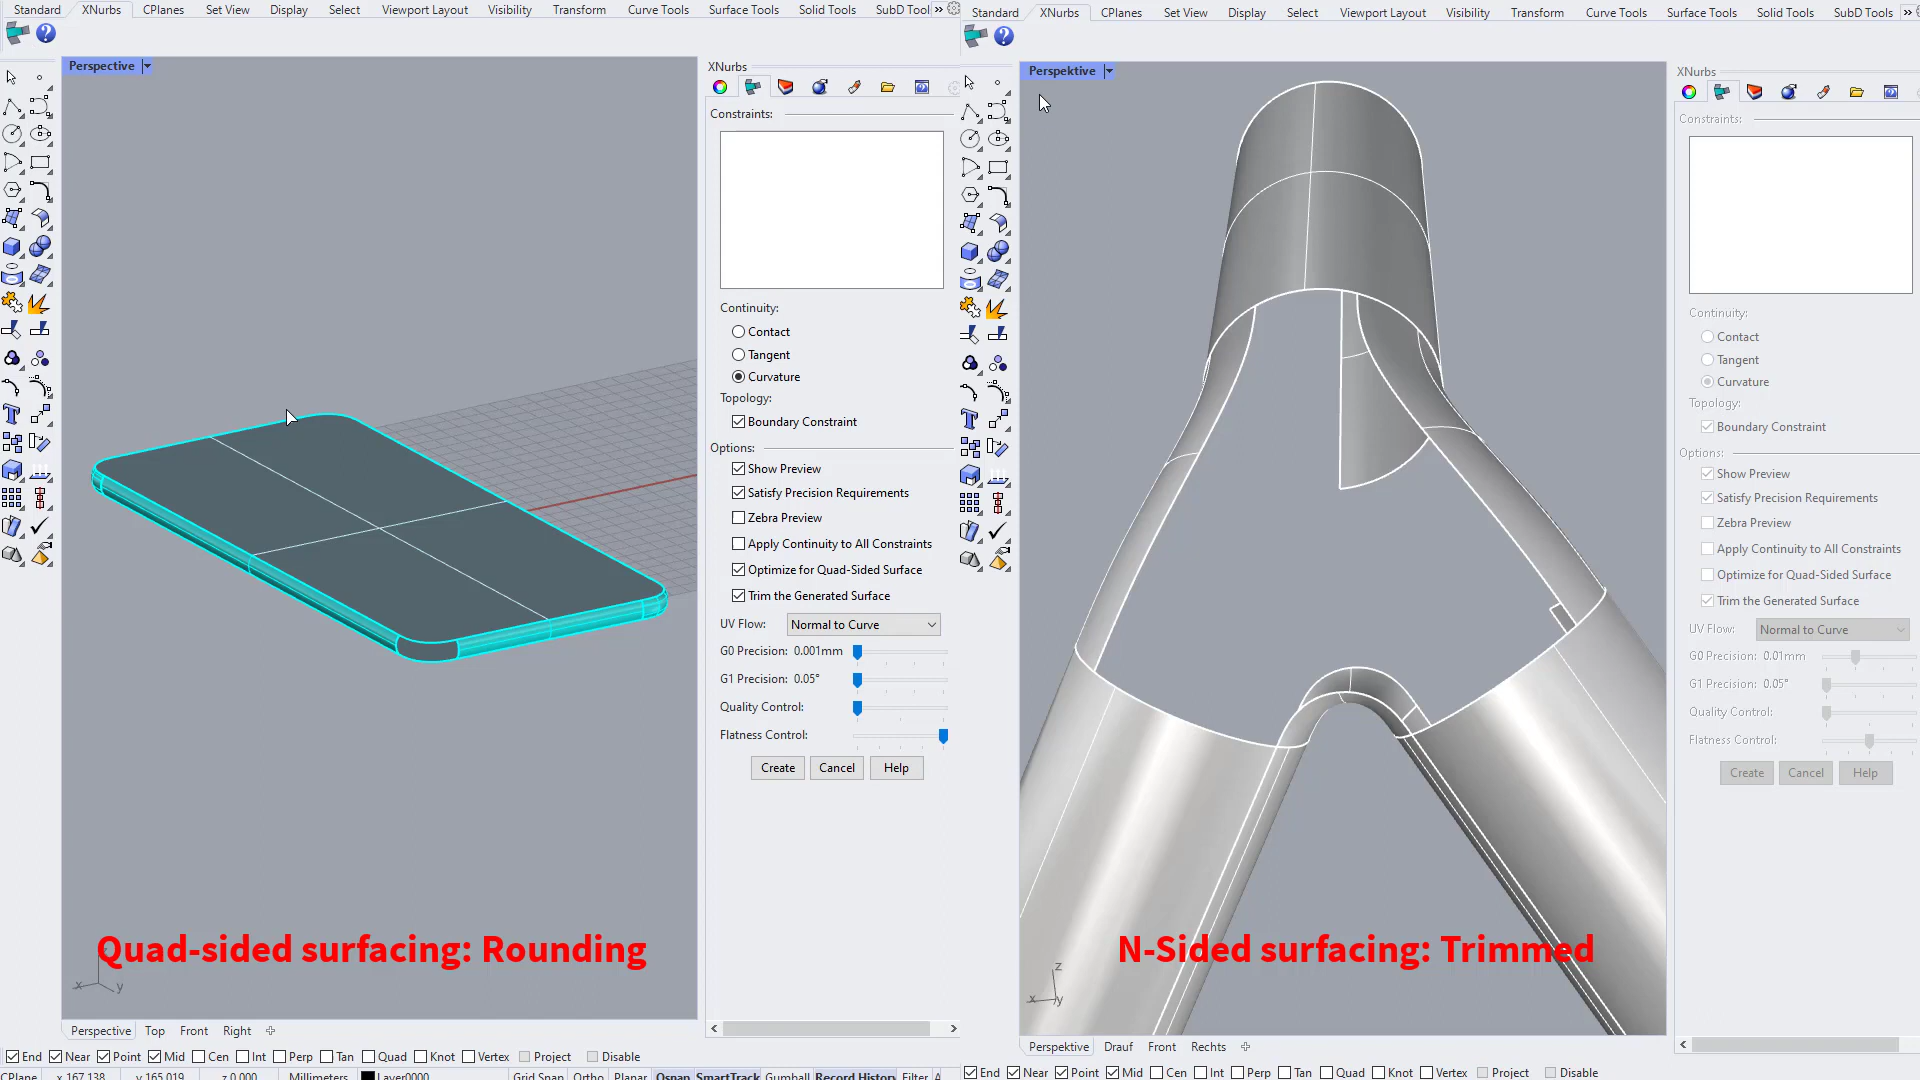 Standard XNurbs CPlanes Set View Display Select Viewport Layout Visibility Transform Curve Tools Surface Tools Solid Tools SubD Tool »
Perspective
XNurbs
Constraints:
Continuity:
Contact
Tangent
Curvature
Topology:
Boundary Constraint
Options:
Show Preview
Satisfy Precision Requirements
Zebra Preview
Apply Continuity to All Constraints
Optimize for Quad-Sided Surface
Trim the Generated Surface
UV Flow: Normal to Curve
G0 Precision: 0.001mm
G1 Precision: 0.05°
Quality Control:
Flatness Control:
Create Cancel Help
Quad-sided surfacing: Rounding
x y
Perspective Top Front Right
End Near Point Mid Cen Int Perp Tan Quad Knot Vertex Project Disable
CPlane x 167.138 y 165.019 z 0.000 Millimeters Layer0000 Grid Snap Ortho Planar Osnap SmartTrack Gumball Record History Filter A
Standard XNurbs CPlanes Set View Display Select Viewport Layout Visibility Transform Curve Tools Surface Tools Solid Tools SubD Tools »
Perspektive
XNurbs
Constraints:
Continuity:
Contact
Tangent
Curvature
Topology:
Boundary Constraint
Options:
Show Preview
Satisfy Precision Requirements
Zebra Preview
Apply Continuity to All Constraints
Optimize for Quad-Sided Surface
Trim the Generated Surface
UV Flow: Normal to Curve
G0 Precision: 0.01mm
G1 Precision: 0.05°
Quality Control:
Flatness Control:
Create Cancel Help
N-Sided surfacing: Trimmed
z
x y
Perspektive Drauf Front Rechts
End Near Point Mid Cen Int Perp Tan Quad Knot Vertex Project Disable